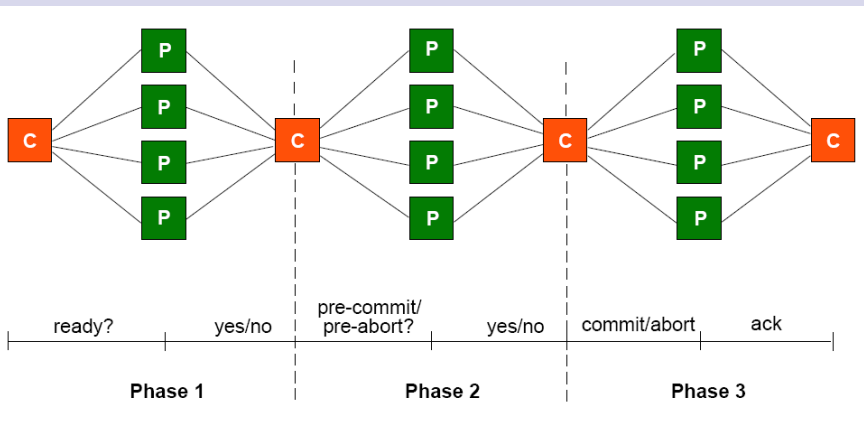 P P P
P P P
C C C C
P P P
P P P
pre-commit/
ready? yes/no pre-abort? yes/no commit/abort ack
Phase 1 Phase 2 Phase 3